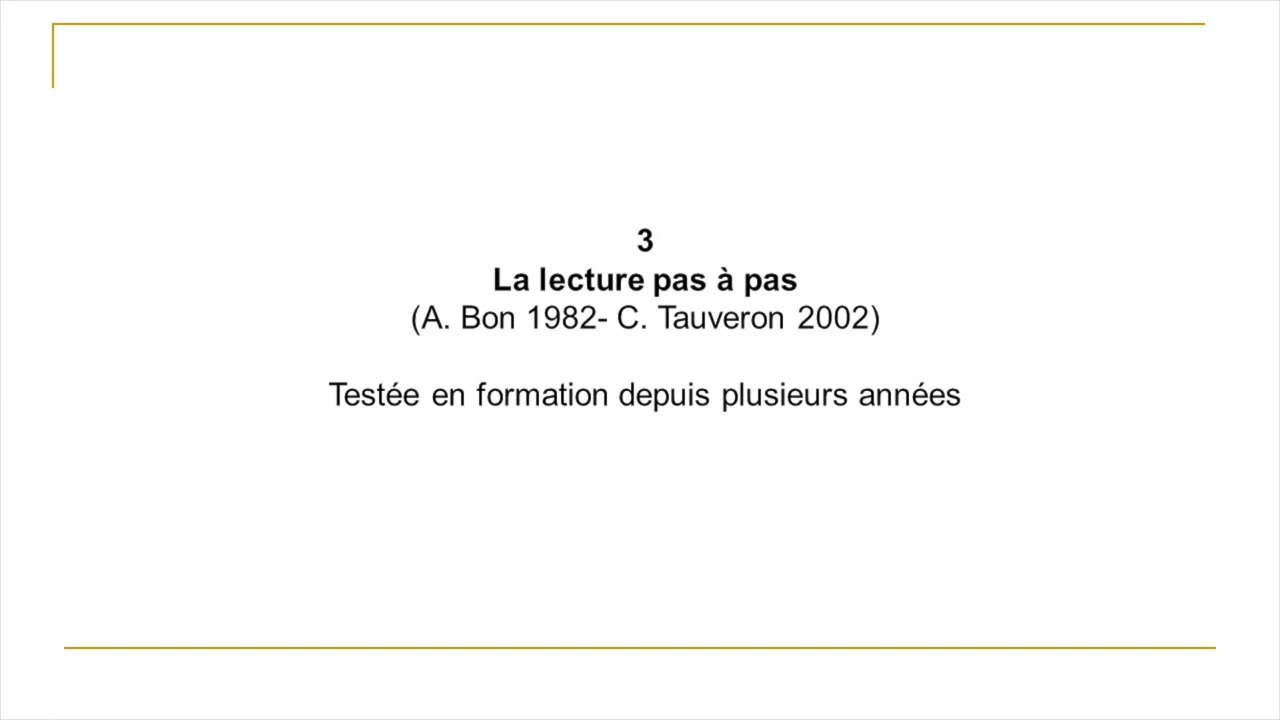 3
La lecture pas à pas
(A. Bon 1982- C. Tauveron 2002)
Testée en formation depuis plusieurs années